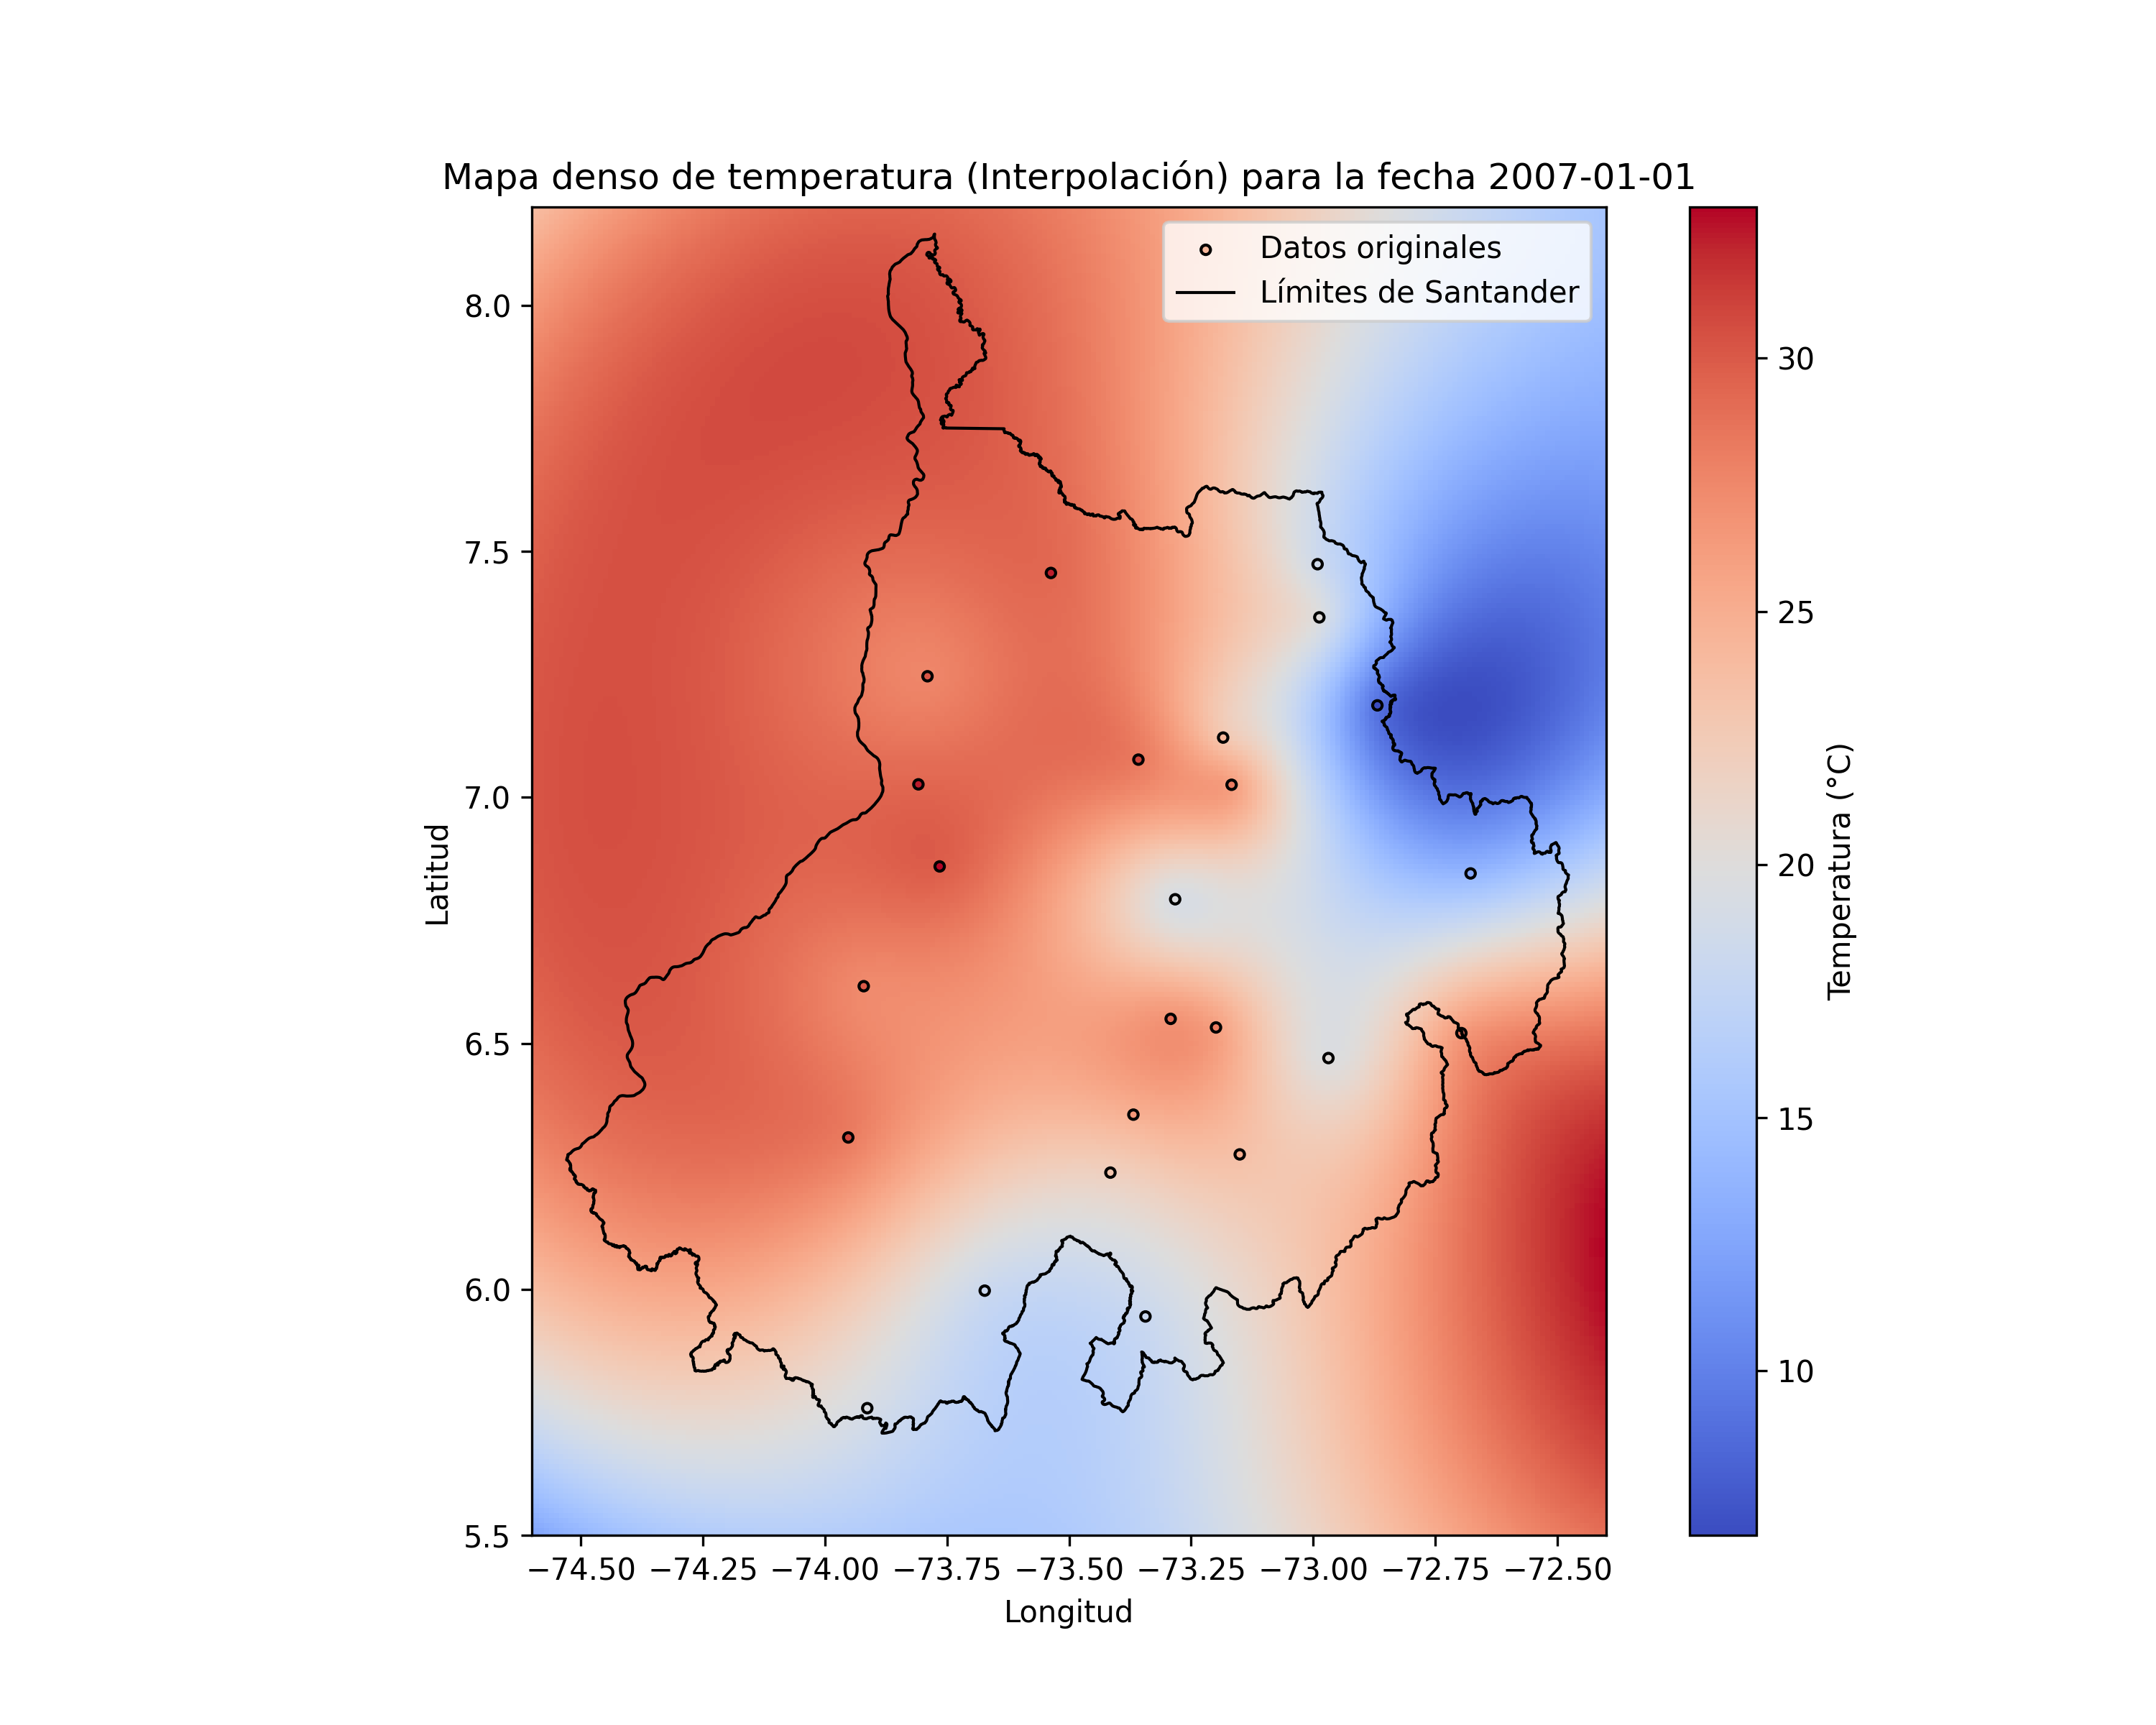 Mapa denso de temperatura (Interpolación) para la fecha 2007-01-01
Datos originales
Límites de Santander
8.0
7.5
7.0
6.5
6.0
5.5
Latitud
−74.50 −74.25 −74.00 −73.75 −73.50 −73.25 −73.00 −72.75 −72.50
Longitud
30
25
20
15
10
Temperatura (°C)